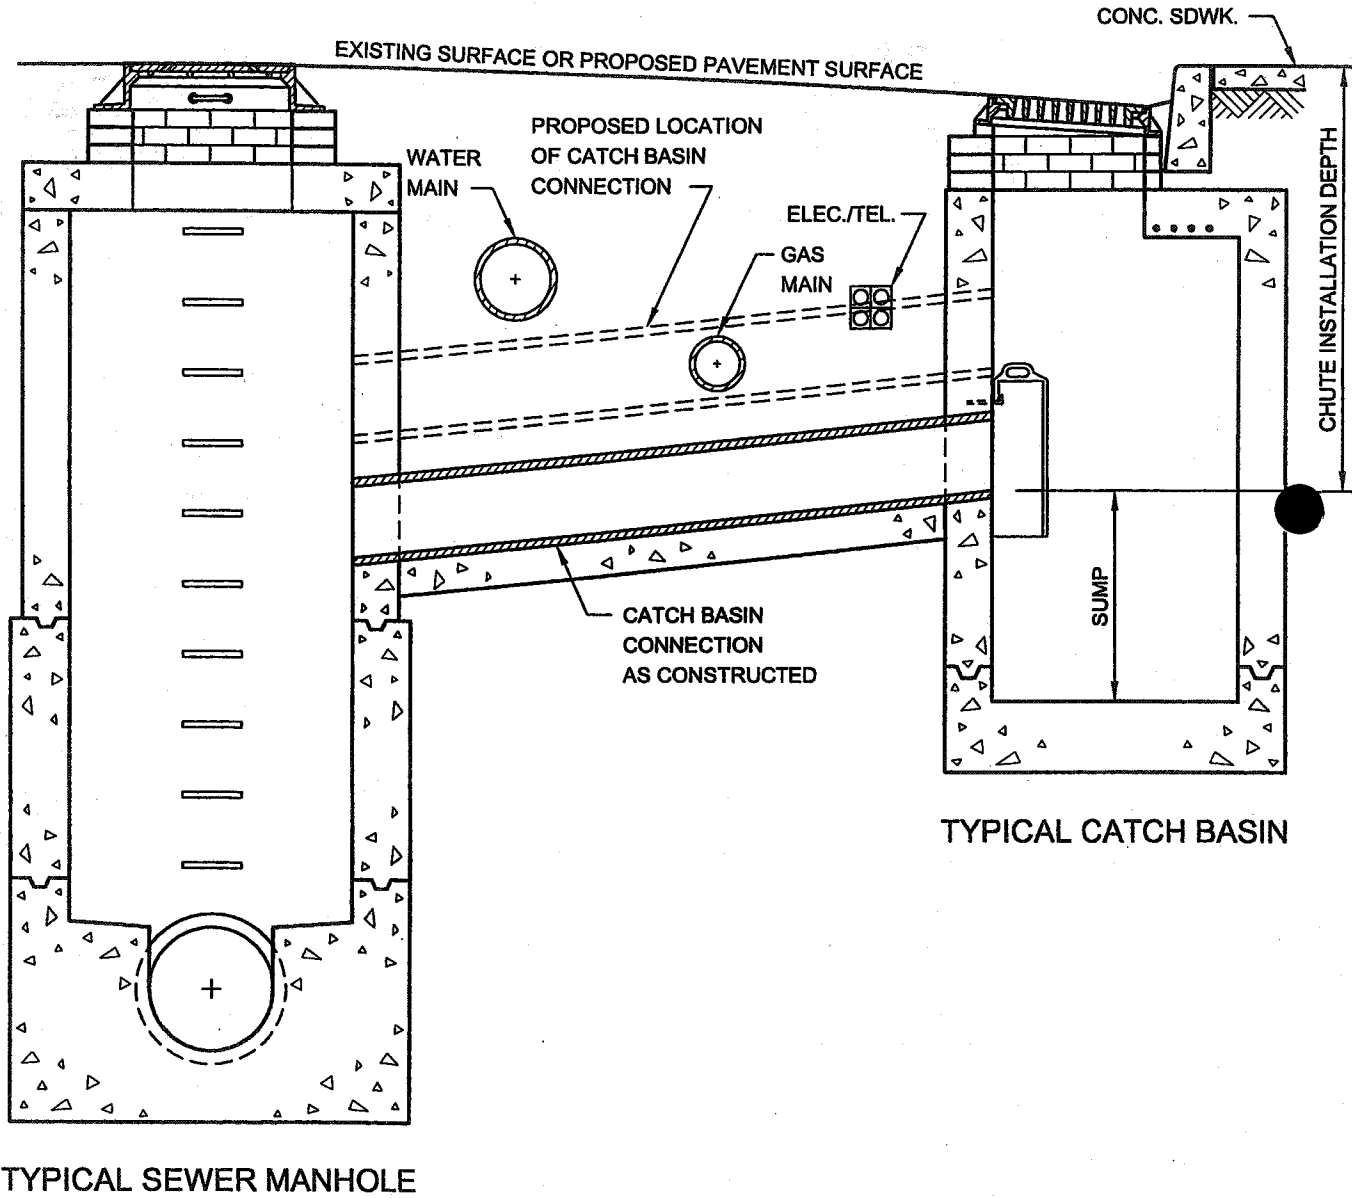 CONC. SDWK.
EXISTING SURFACE OR PROPOSED PAVEMENT SURFACE
PROPOSED LOCATION
OF CATCH BASIN
CONNECTION
WATER
MAIN
ELEC./TEL.
GAS
MAIN
CHUTE INSTALLATION DEPTH
SUMP
CATCH BASIN
CONNECTION
AS CONSTRUCTED
TYPICAL CATCH BASIN
TYPICAL SEWER MANHOLE